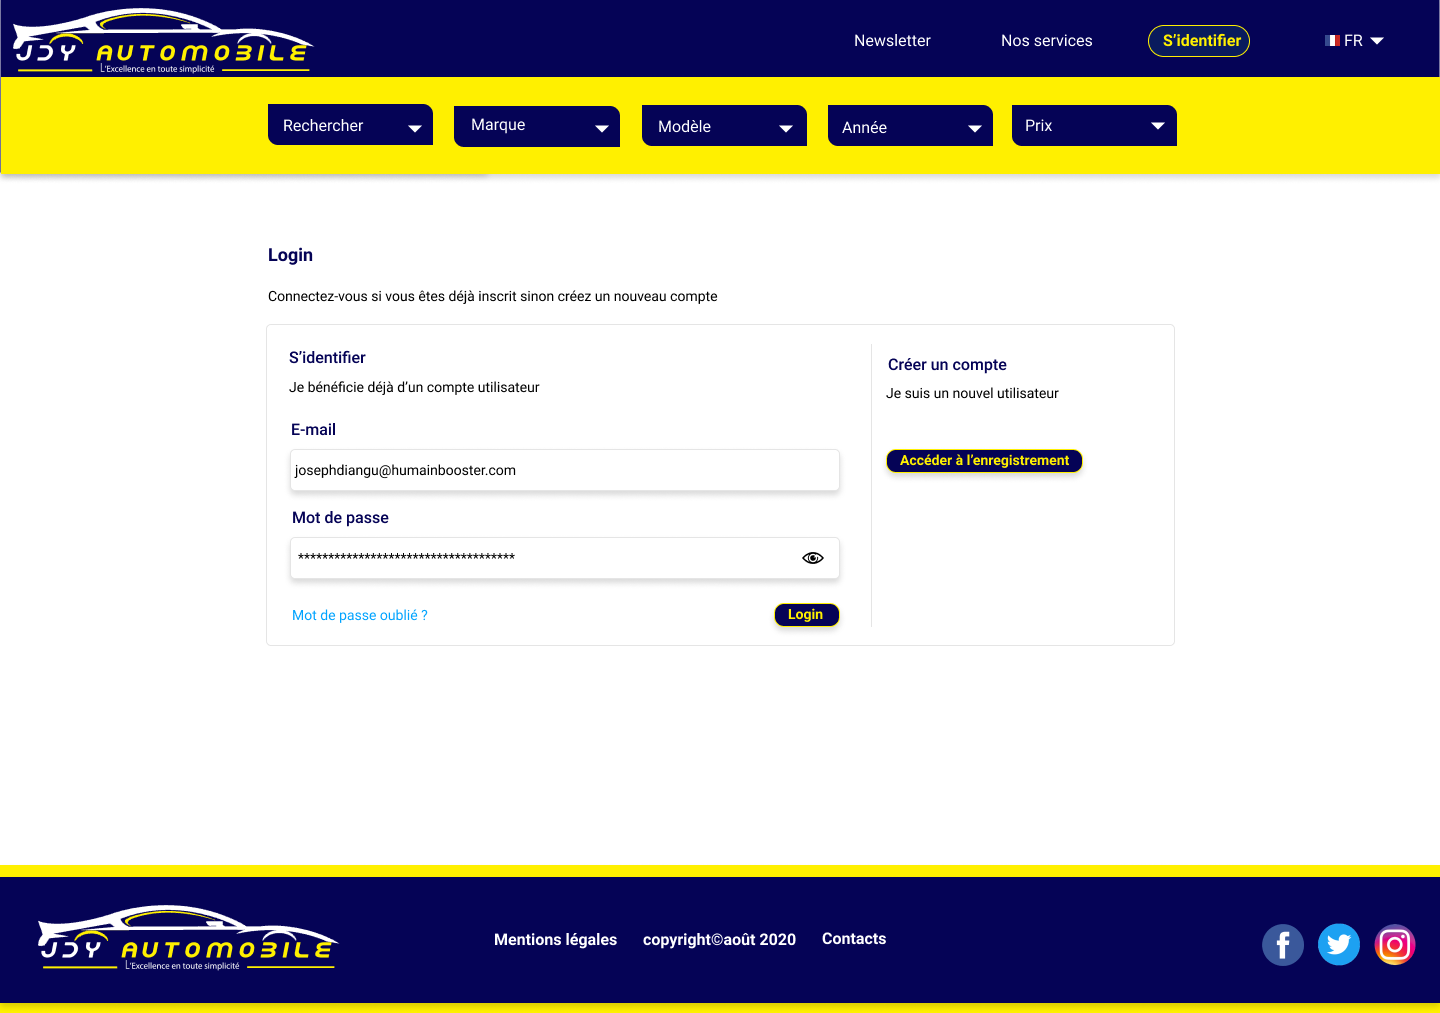 JDY AUTOMOBILE
L'Excellence en toute simplicité
Newsletter
Nos services
S’identifier
FR
Rechercher
Marque
Modèle
Année
Prix
Login
Connectez-vous si vous êtes déjà inscrit sinon créez un nouveau compte
S’identifier
Je bénéficie déjà d’un compte utilisateur
E-mail
josephdiangu@humainbooster.com
Mot de passe
************************************
Mot de passe oublié ?
Login
Créer un compte
Je suis un nouvel utilisateur
Accéder à l’enregistrement
JDY AUTOMOBILE
L'Excellence en toute simplicité
Mentions légales
copyright©août 2020
Contacts